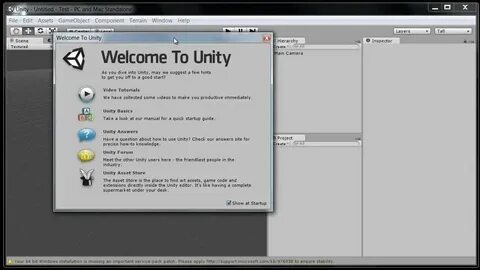 Unity - Untitled - Test - PC and Mac Standalone
File Edit Assets GameObject Component Terrain Window Help
Scene
Textured
Tall
Hierarchy
Create
Main Camera
Inspector
Project
Create
Welcome To Unity
Welcome To Unity
As you dive into Unity, may we suggest a few hints
to get you off to a good start?
Video Tutorials
We have collected some videos to make you productive immediately.
Unity Basics
Take a look at our manual for a quick startup guide.
Unity Answers
Have a question about how to use Unity? Check our answers site for
precise how-to knowledge.
Unity Forum
Meet the other Unity users here - the friendliest people in the
industry.
Unity Asset Store
The Asset Store is the place to find art assets, game code and
extensions directly inside the Unity editor. It's like having a complete
supermarket under your desk.
Show at Startup
Your 64 bit Windows installation is missing an important service pack patch. Please apply http://support.microsoft.com/kb/976038 to ensure stability.